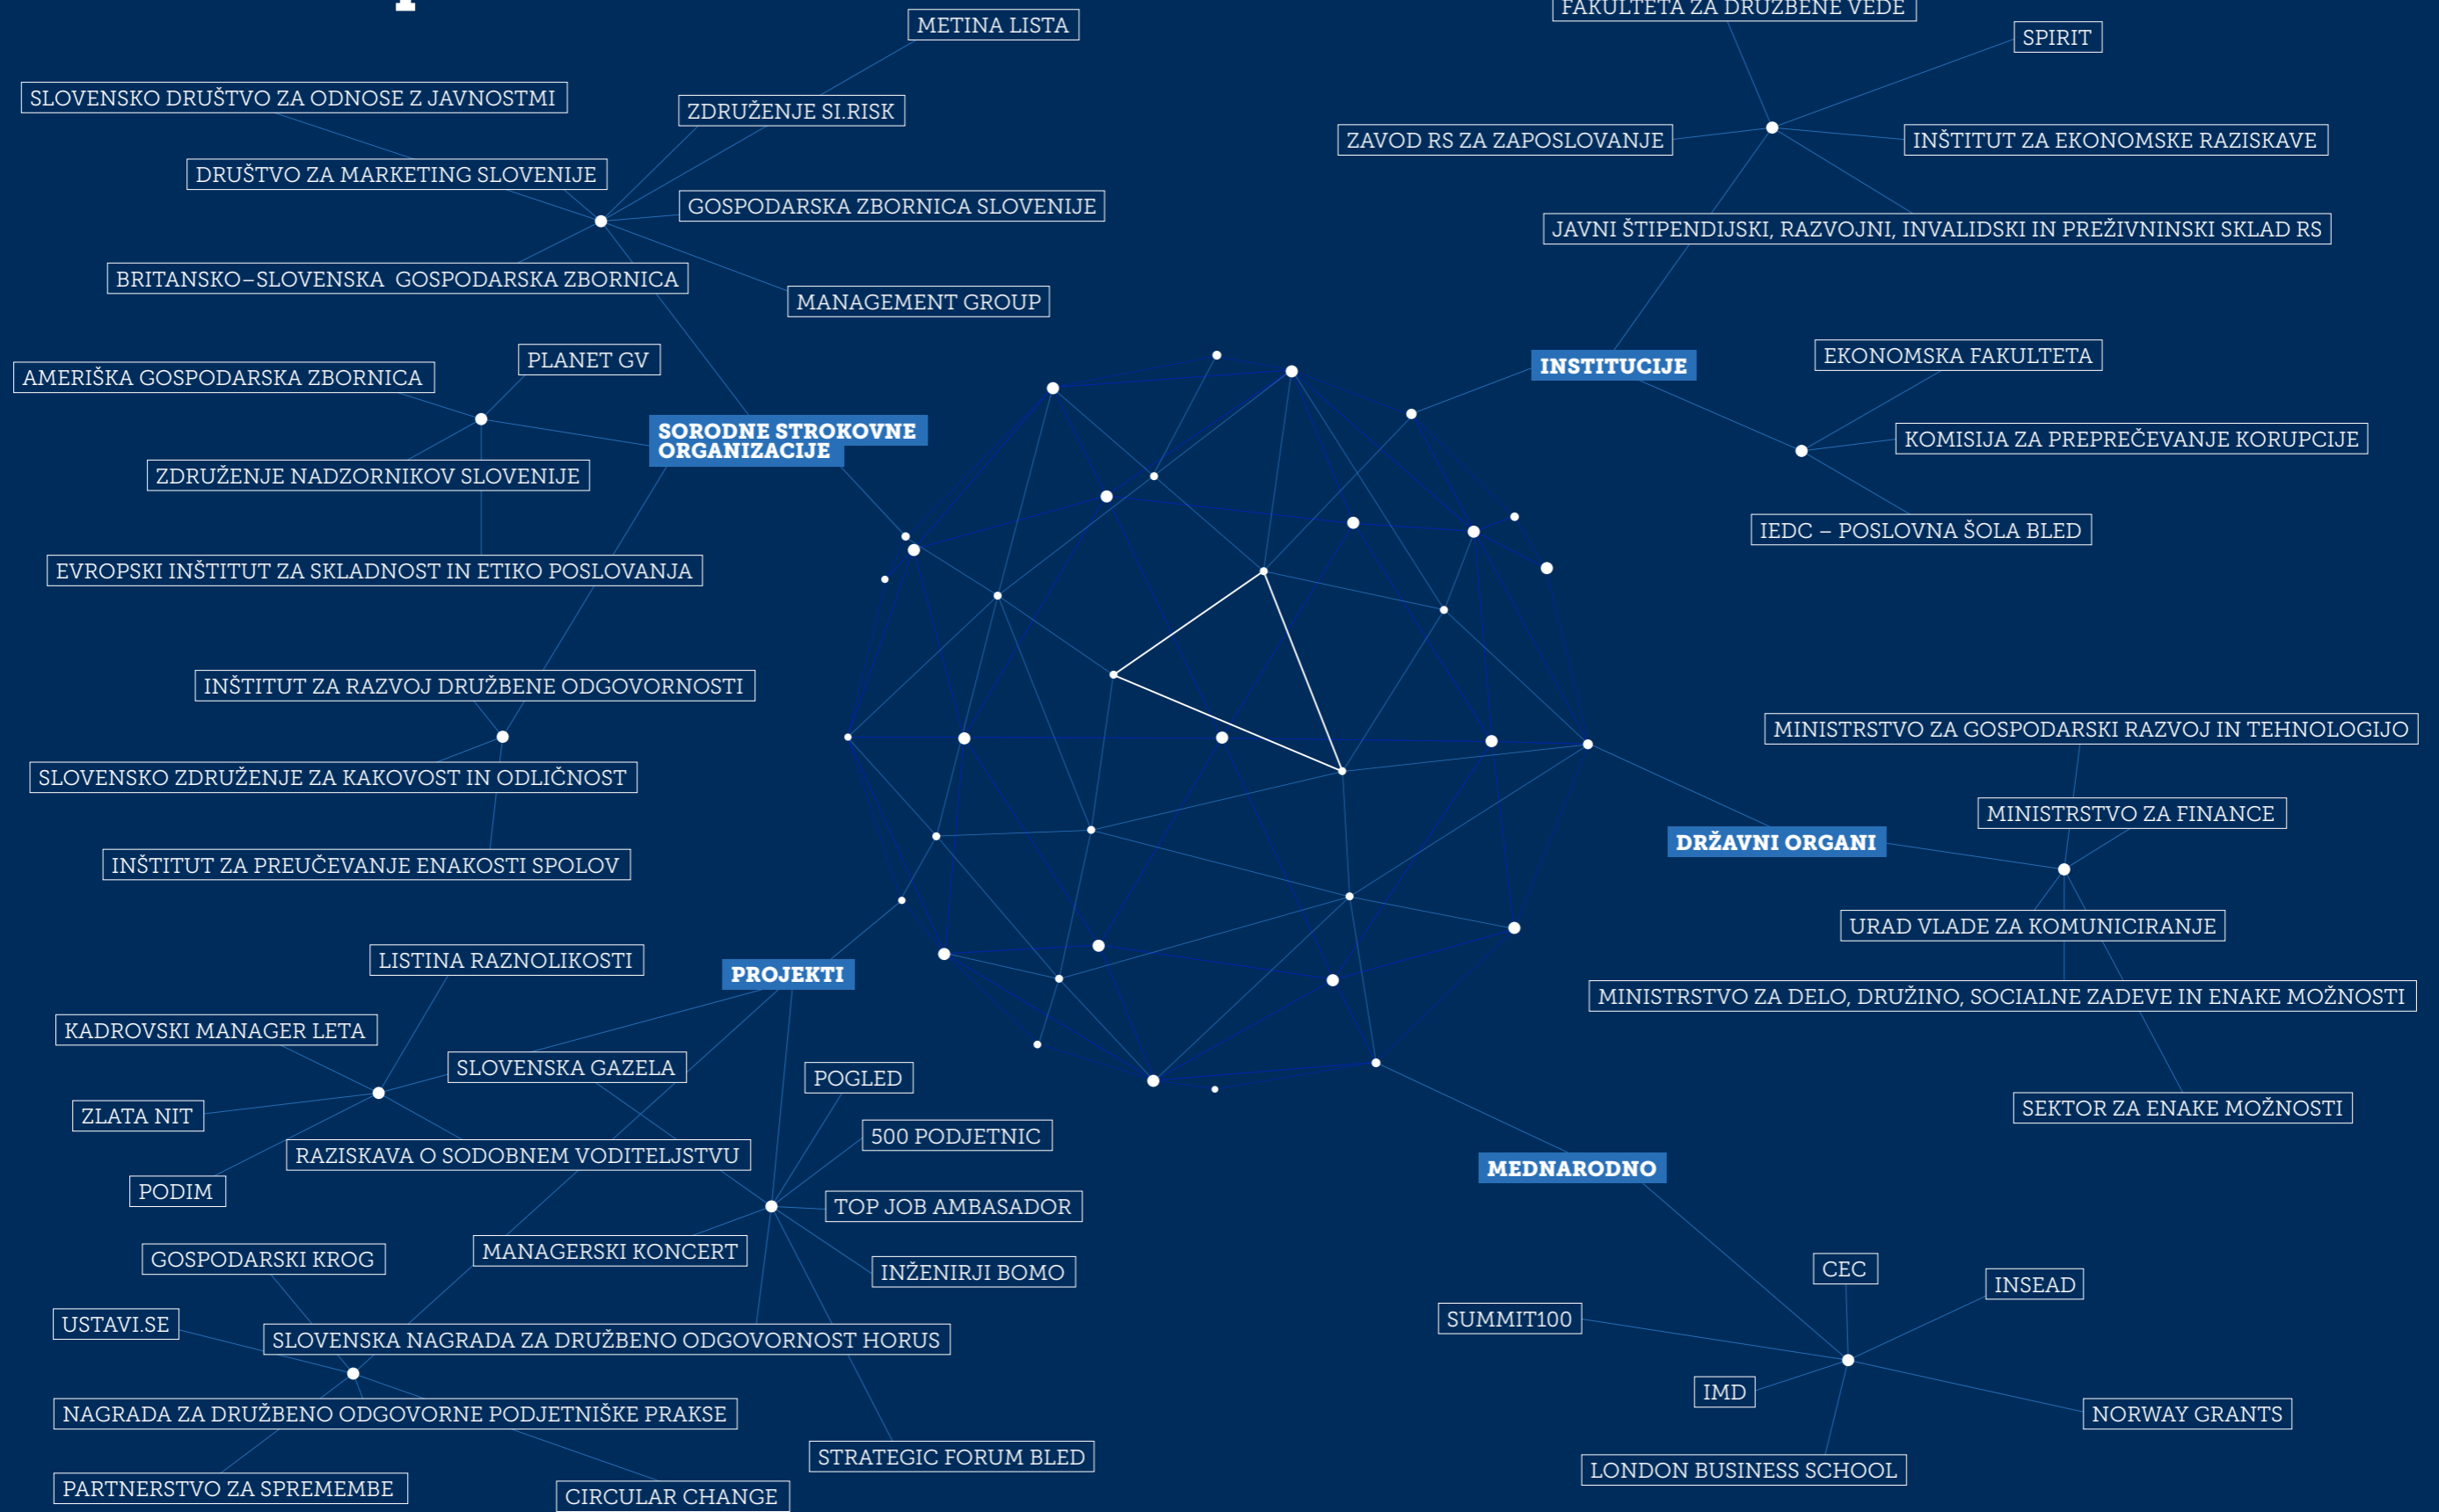 METINA LISTA
SLOVENSKO DRUŠTVO ZA ODNOSE Z JAVNOSTMI
ZDRUŽENJE SI.RISK
DRUŠTVO ZA MARKETING SLOVENIJE
GOSPODARSKA ZBORNICA SLOVENIJE
BRITANSKO–SLOVENSKA GOSPODARSKA ZBORNICA
MANAGEMENT GROUP
PLANET GV
AMERIŠKA GOSPODARSKA ZBORNICA
SORODNE STROKOVNE
ORGANIZACIJE
ZDRUŽENJE NADZORNIKOV SLOVENIJE
EVROPSKI INŠTITUT ZA SKLADNOST IN ETIKO POSLOVANJA
INŠTITUT ZA RAZVOJ DRUŽBENE ODGOVORNOSTI
SLOVENSKO ZDRUŽENJE ZA KAKOVOST IN ODLIČNOST
INŠTITUT ZA PREUČEVANJE ENAKOSTI SPOLOV
FAKULTETA ZA DRUŽBENE VEDE
SPIRIT
ZAVOD RS ZA ZAPOSLOVANJE
INŠTITUT ZA EKONOMSKE RAZISKAVE
JAVNI ŠTIPENDIJSKI, RAZVOJNI, INVALIDSKI IN PREŽIVNINSKI SKLAD RS
INSTITUCIJE
EKONOMSKA FAKULTETA
KOMISIJA ZA PREPREČEVANJE KORUPCIJE
IEDC – POSLOVNA ŠOLA BLED
MINISTRSTVO ZA GOSPODARSKI RAZVOJ IN TEHNOLOGIJO
MINISTRSTVO ZA FINANCE
DRŽAVNI ORGANI
URAD VLADE ZA KOMUNICIRANJE
MINISTRSTVO ZA DELO, DRUŽINO, SOCIALNE ZADEVE IN ENAKE MOŽNOSTI
SEKTOR ZA ENAKE MOŽNOSTI
LISTINA RAZNOLIKOSTI
PROJEKTI
KADROVSKI MANAGER LETA
SLOVENSKA GAZELA
POGLED
ZLATA NIT
500 PODJETNIC
RAZISKAVA O SODOBNEM VODITELJSTVU
PODIM
TOP JOB AMBASADOR
MANAGERSKI KONCERT
GOSPODARSKI KROG
INŽENIRJI BOMO
USTAVI.SE
SLOVENSKA NAGRADA ZA DRUŽBENO ODGOVORNOST HORUS
NAGRADA ZA DRUŽBENO ODGOVORNE PODJETNIŠKE PRAKSE
STRATEGIC FORUM BLED
PARTNERSTVO ZA SPREMEMBE
CIRCULAR CHANGE
MEDNARODNO
CEC
INSEAD
SUMMIT100
IMD
NORWAY GRANTS
LONDON BUSINESS SCHOOL